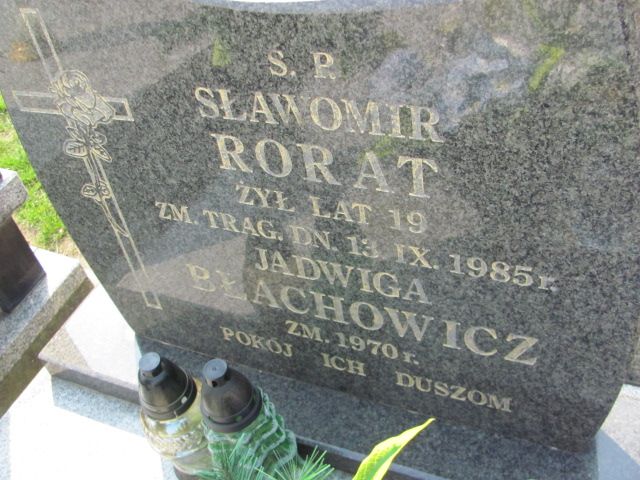 S. P.
SŁAWOMIR
RORAT
ŻYŁ LAT 19
ZM. TRAG. DN. 13. IX. 1985 r.
JADWIGA
BŁACHOWICZ
ZM. 1970 r.
POKÓJ ICH DUSZOM